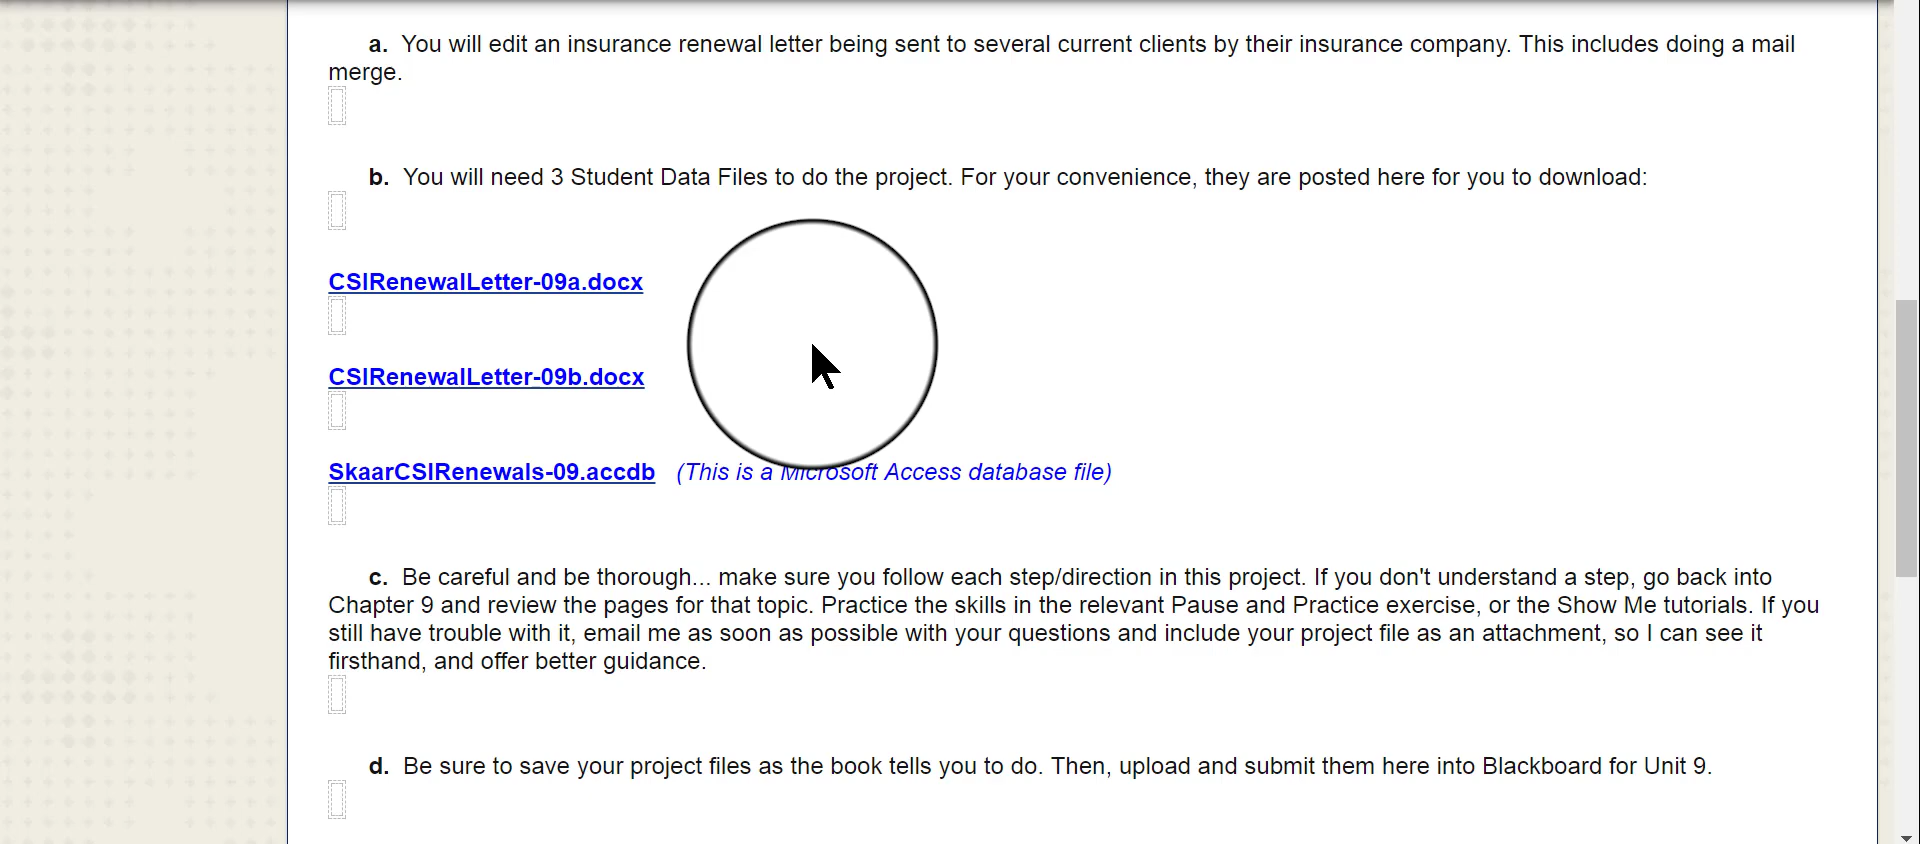 a. You will edit an insurance renewal letter being sent to several current clients by their insurance company. This includes doing a mail
merge.
b. You will need 3 Student Data Files to do the project. For your convenience, they are posted here for you to download:
CSIRenewalLetter-09a.docx
CSIRenewalLetter-09b.docx
SkaarCSIRenewals-09.accdb (This is a Microsoft Access database file)
c. Be careful and be thorough... make sure you follow each step/direction in this project. If you don't understand a step, go back into
Chapter 9 and review the pages for that topic. Practice the skills in the relevant Pause and Practice exercise, or the Show Me tutorials. If you
still have trouble with it, email me as soon as possible with your questions and include your project file as an attachment, so I can see it
firsthand, and offer better guidance.
d. Be sure to save your project files as the book tells you to do. Then, upload and submit them here into Blackboard for Unit 9.